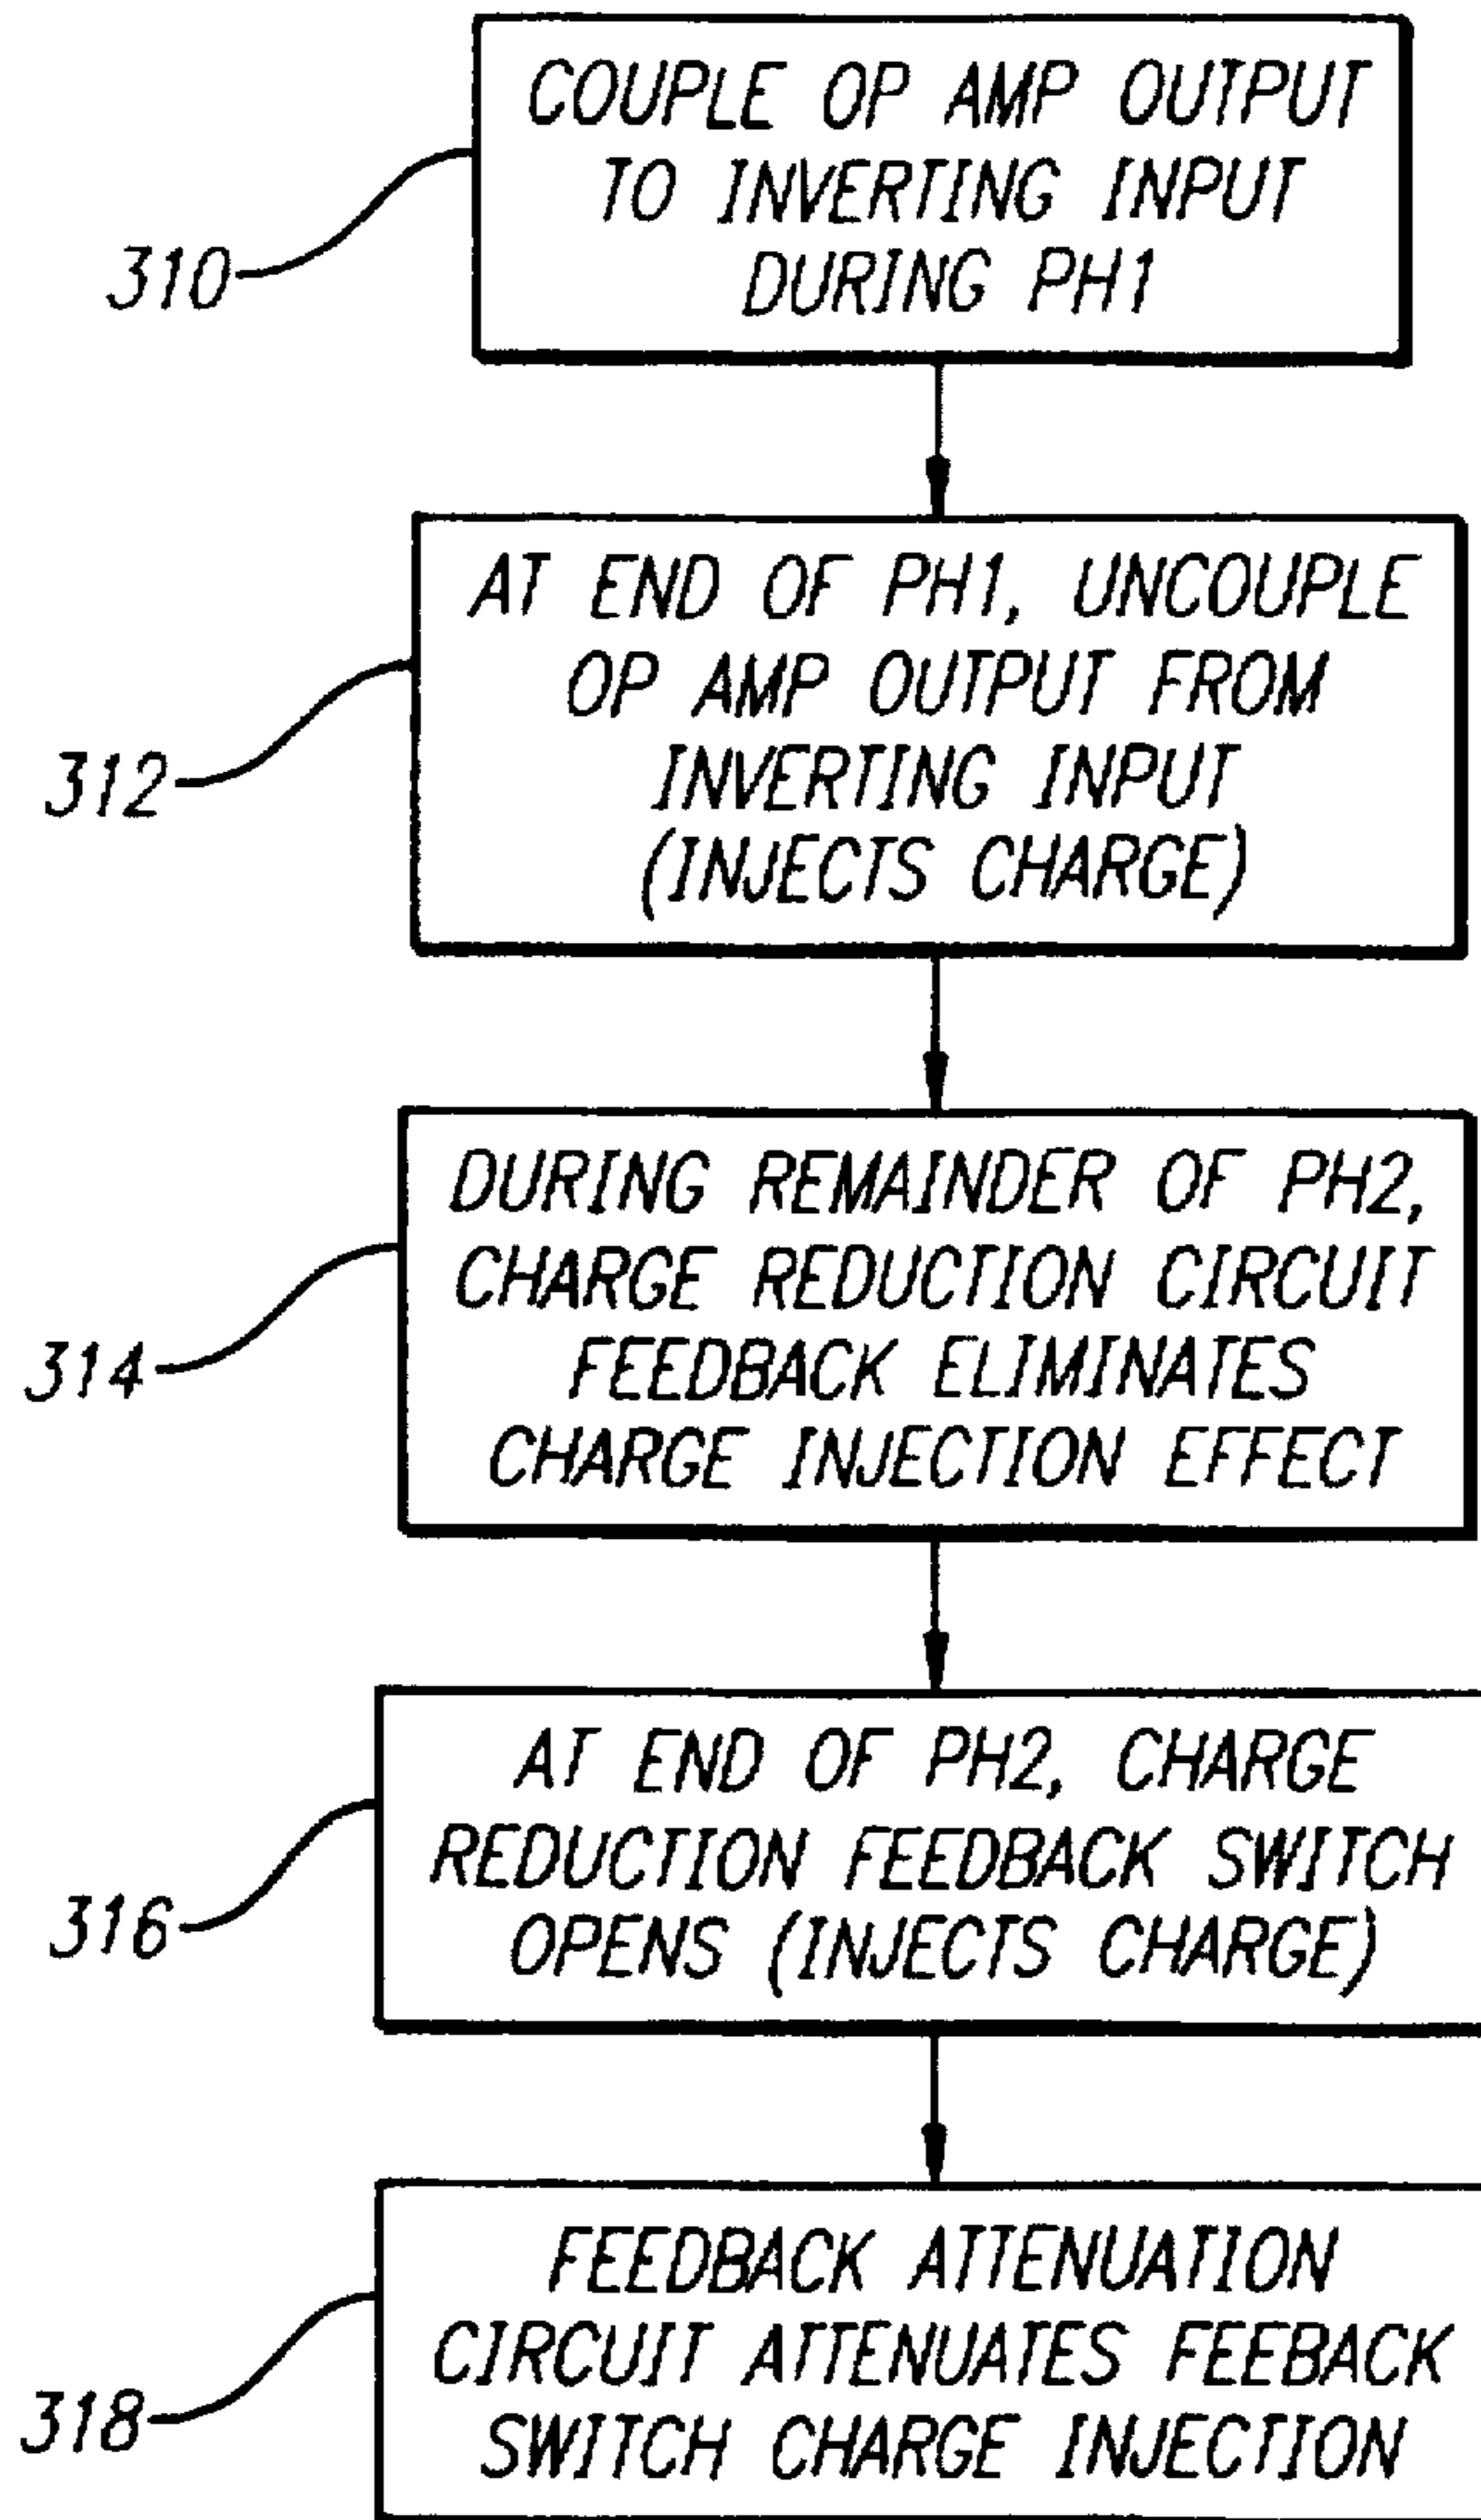 COUPLE OP AMP OUTPUT
TO INVERTING INPUT
DURING PH1
310
AT END OF PH1, UNCOUPLE
OP AMP OUTPUT FROM
INVERTING INPUT
(INJECTS CHARGE)
312
DURING REMAINDER OF PH2,
CHARGE REDUCTION CIRCUIT
FEEDBACK ELIMINATES
CHARGE INJECTION EFFECT
314
AT END OF PH2, CHARGE
REDUCTION FEEDBACK SWITCH
OPENS (INJECTS CHARGE)
316
FEEDBACK ATTENUATION
CIRCUIT ATTENUATES FEEBACK
SWITCH CHARGE INJECTION
318